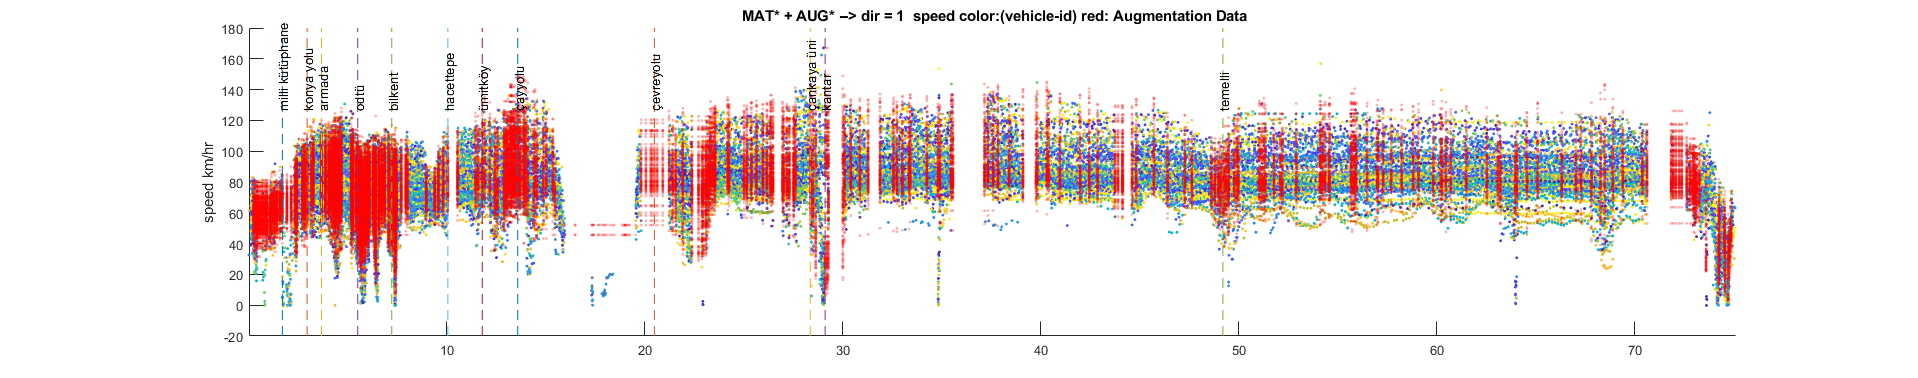 MAT* + AUG* --> dir = 1 speed color:(vehicle-id) red: Augmentation Data
speed km/hr
180
160
140
120
100
80
60
40
20
0
-20
milli kütüphane
konya yolu
armada
odtü
bilkent
hacettepe
ümitköy
çayyolu
çevreyolu
çankaya üni
kantar
temelli
10
20
30
40
50
60
70